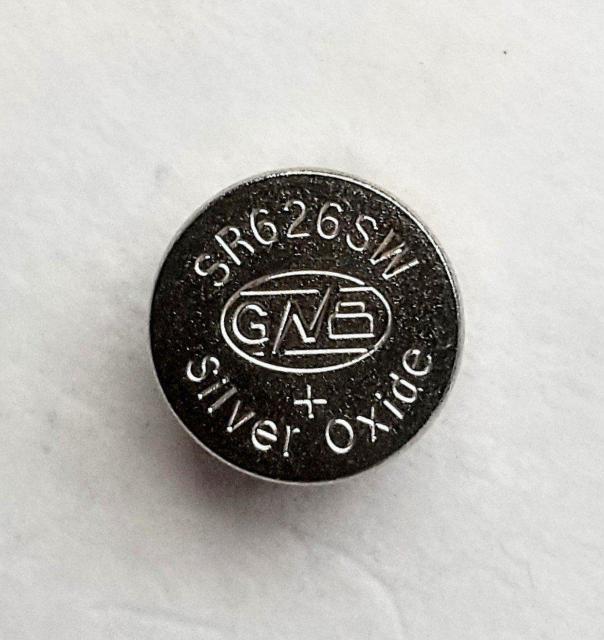 SR626SW
GNB
+
Silver Oxide